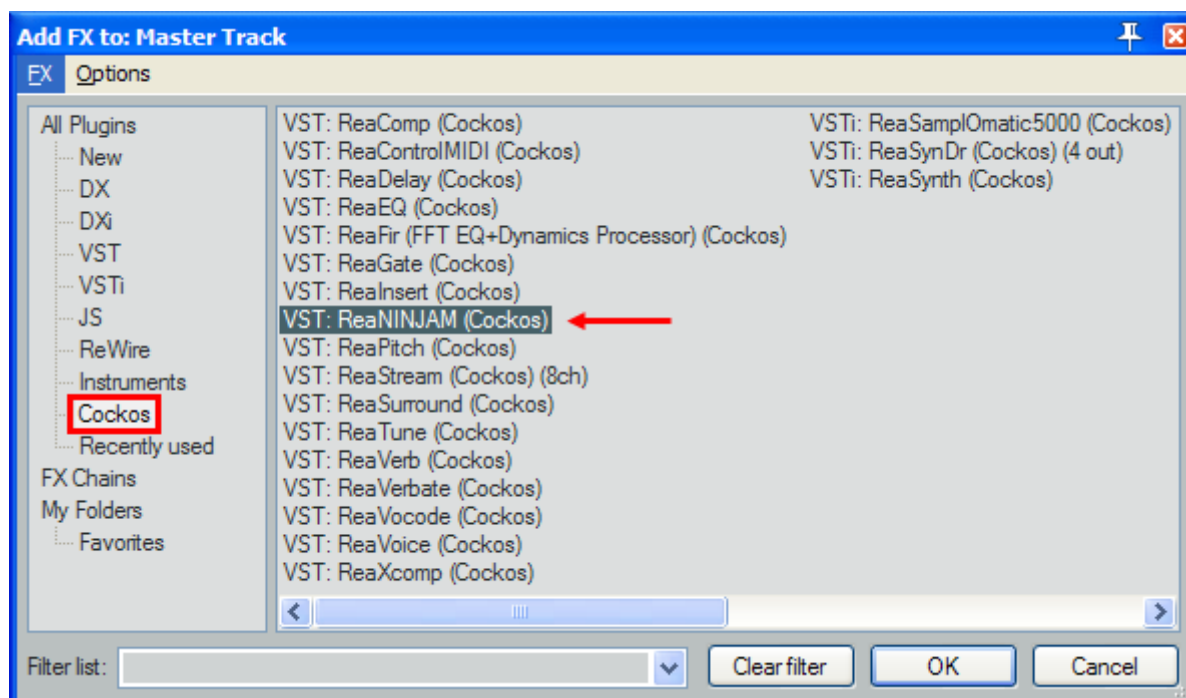 Add FX to: Master Track
FX Options
All Plugins
New
DX
DXi
VST
VSTi
JS
ReWire
Instruments
Cockos
Recently used
FX Chains
My Folders
Favorites
VST: ReaComp (Cockos)
VST: ReaControlMIDI (Cockos)
VST: ReaDelay (Cockos)
VST: ReaEQ (Cockos)
VST: ReaFir (FFT EQ+Dynamics Processor) (Cockos)
VST: ReaGate (Cockos)
VST: ReaInsert (Cockos)
VST: ReaNINJAM (Cockos)
VST: ReaPitch (Cockos)
VST: ReaStream (Cockos) (8ch)
VST: ReaSurround (Cockos)
VST: ReaTune (Cockos)
VST: ReaVerb (Cockos)
VST: ReaVerbate (Cockos)
VST: ReaVocode (Cockos)
VST: ReaVoice (Cockos)
VST: ReaXcomp (Cockos)
VSTi: ReaSamplOmatic5000 (Cockos)
VSTi: ReaSynDr (Cockos) (4 out)
VSTi: ReaSynth (Cockos)
Filter list: Clear filter OK Cancel